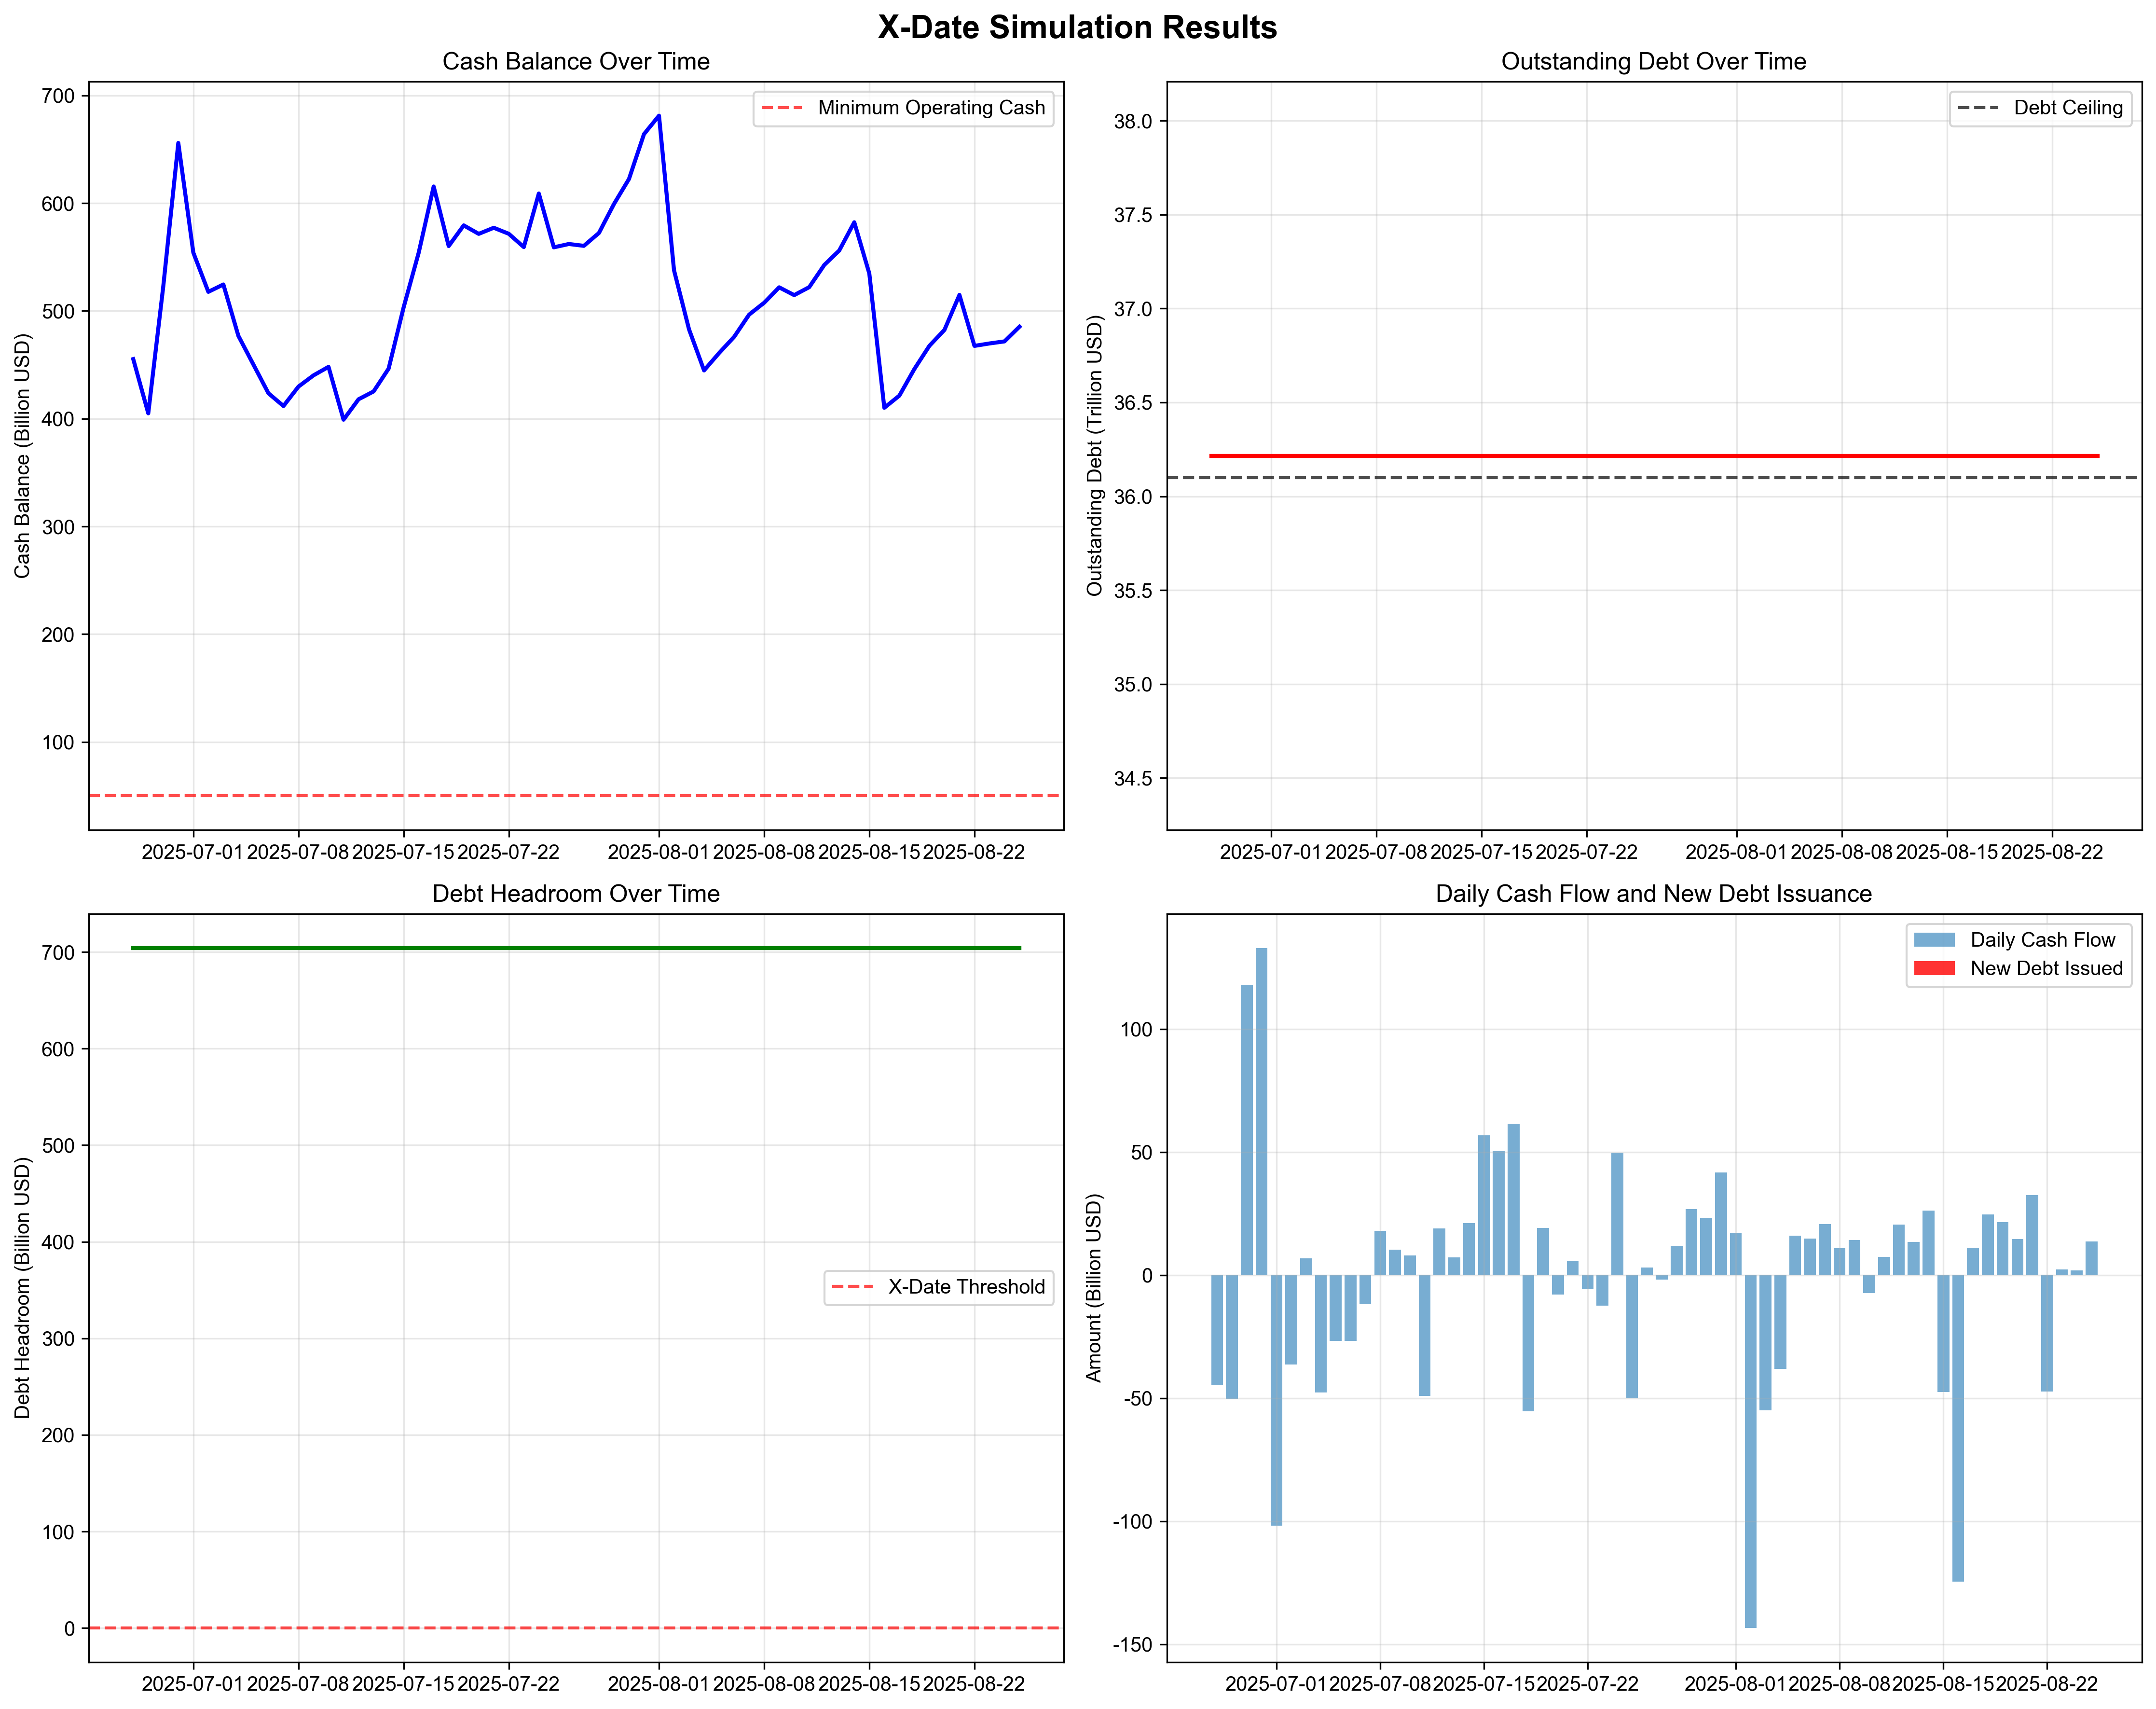 X-Date Simulation Results
Cash Balance Over Time
Cash Balance (Billion USD)
700
600
500
400
300
200
100
Minimum Operating Cash
2025-07-01 2025-07-08 2025-07-15 2025-07-22 2025-08-01 2025-08-08 2025-08-15 2025-08-22
Outstanding Debt Over Time
Outstanding Debt (Trillion USD)
38.0
37.5
37.0
36.5
36.0
35.5
35.0
34.5
Debt Ceiling
2025-07-01 2025-07-08 2025-07-15 2025-07-22 2025-08-01 2025-08-08 2025-08-15 2025-08-22
Debt Headroom Over Time
Debt Headroom (Billion USD)
700
600
500
400
300
200
100
0
X-Date Threshold
2025-07-01 2025-07-08 2025-07-15 2025-07-22 2025-08-01 2025-08-08 2025-08-15 2025-08-22
Daily Cash Flow and New Debt Issuance
Amount (Billion USD)
100
50
0
-50
-100
-150
Daily Cash Flow
New Debt Issued
2025-07-01 2025-07-08 2025-07-15 2025-07-22 2025-08-01 2025-08-08 2025-08-15 2025-08-22